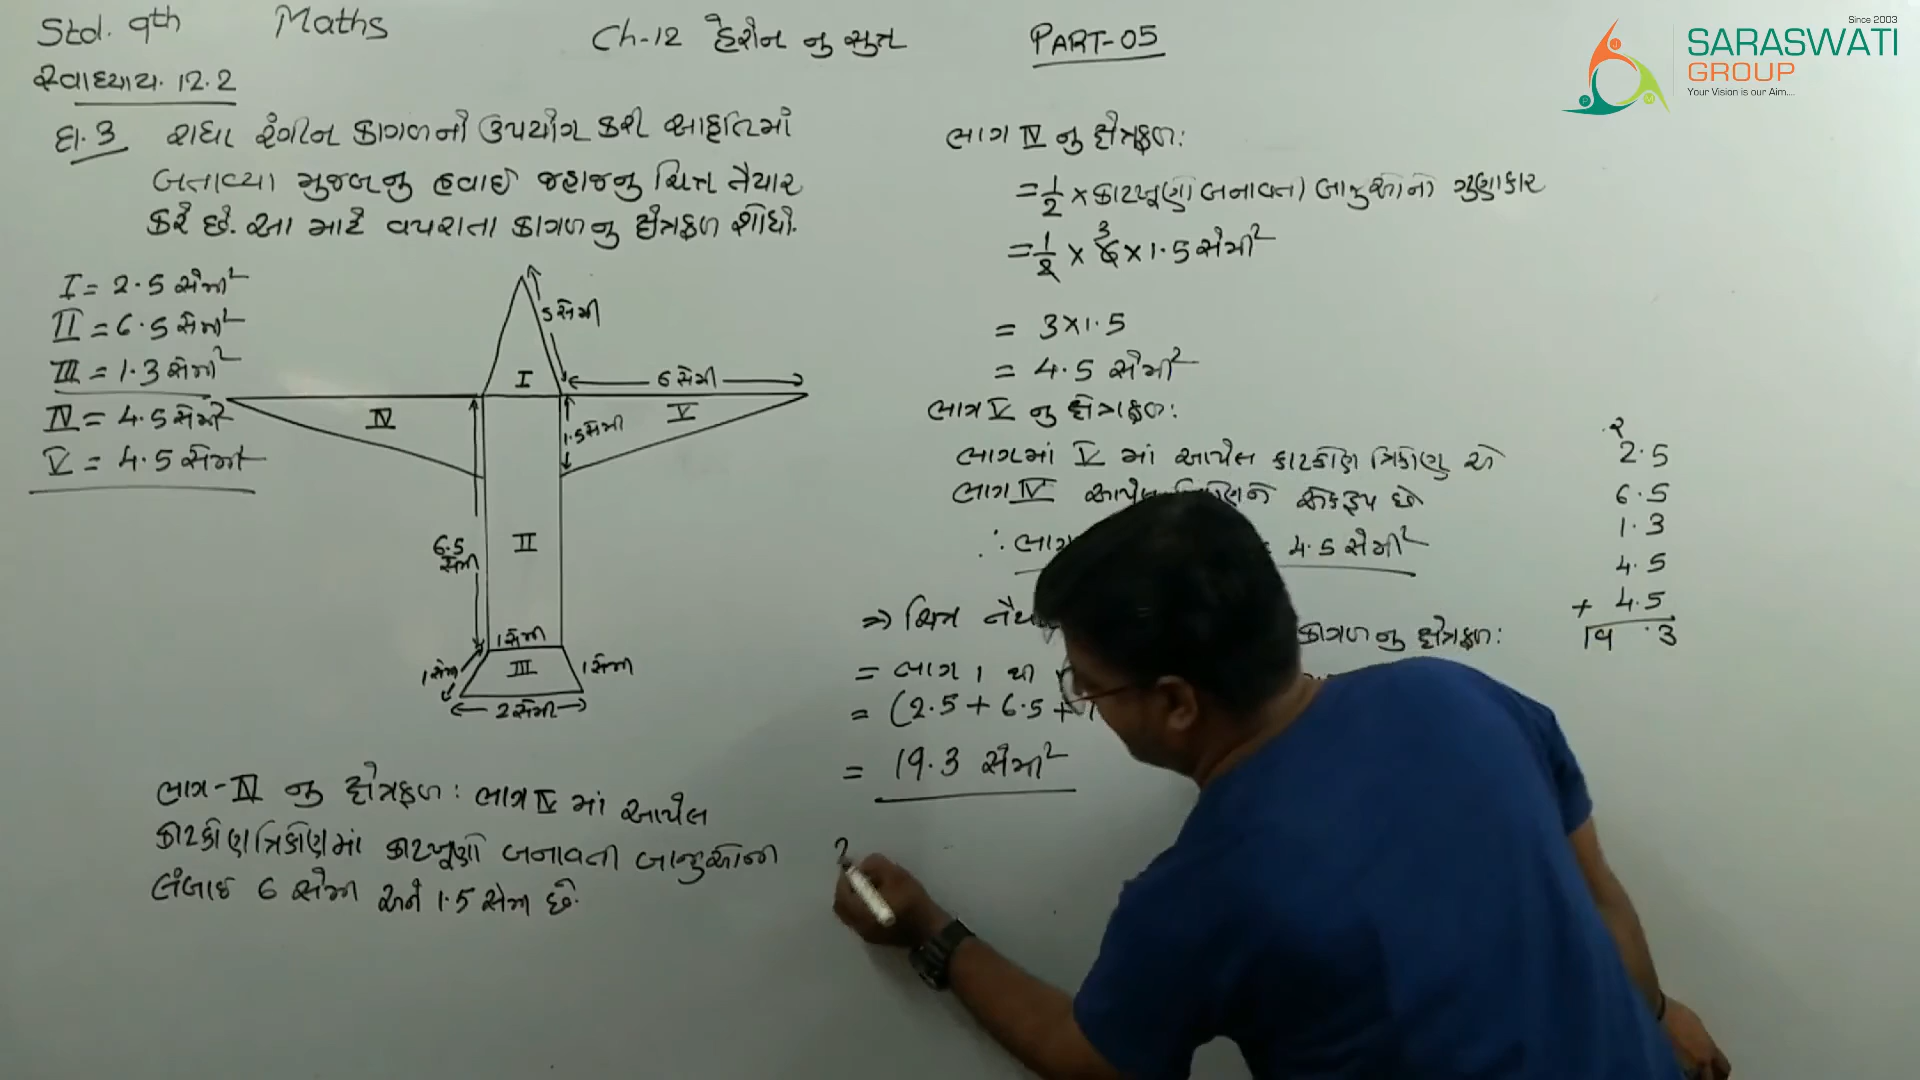 Std. 9th Maths Ch-12 હેરોન નુ સુત્ર PART-05
સ્વાધ્યાય. 12.2
Since 2003
SARASWATI
GROUP
Your Vision is our Aim....
દા. 3 રાધા રંગીન કાગળનો ઉપયોગ કરી આકૃતિમાં
બતાવ્યા મુજબનુ હવાઈ જહાજનુ ચિત્ર તૈયાર
કરે છે. આ માટે વપરાતા કાગળનુ ક્ષેત્રફળ શોધો.
I = 2.5 સેમી²
II = 6.5 સેમી²
III = 1.3 સેમી²
IV = 4.5 સેમી²
V = 4.5 સેમી²
5 સેમી
I
6 સેમી
IV
1.5 સેમી
V
6.5
સેમી
II
1 સેમી
1 સેમી
III
1 સેમી
2 સેમી
ભાગ-IV નુ ક્ષેત્રફળ : ભાગ IV માં આપેલ
કાટકોણ ત્રિકોણમાં કાટખૂણો બનાવતી બાજુઓની
લંબાઈ 6 સેમી અને 1.5 સેમી છે.
ભાગ IV નુ ક્ષેત્રફળ:
= 1/2 × કાટખૂણો બનાવતી બાજુઓનો ગુણાકાર
= 1/2 × 6 3 × 1.5 સેમી²
= 3×1.5
= 4.5 સેમી²
ભાગ V નુ ક્ષેત્રફળ:
ભાગમાં V માં આપેલ કાટકોણ ત્રિકોણ એ
ભાગ IV આપેલ એકરૂપ છે
∴ ભાગ 4.5 સેમી²
⇒ ચિત્ર કાગળનુ ક્ષેત્રફળ:
= ભાગ 1 થી
= (2.5 + 6.5 +
= 19.3 સેમી²
2
2.5
6.5
1.3
4.5
+ 4.5
19.3